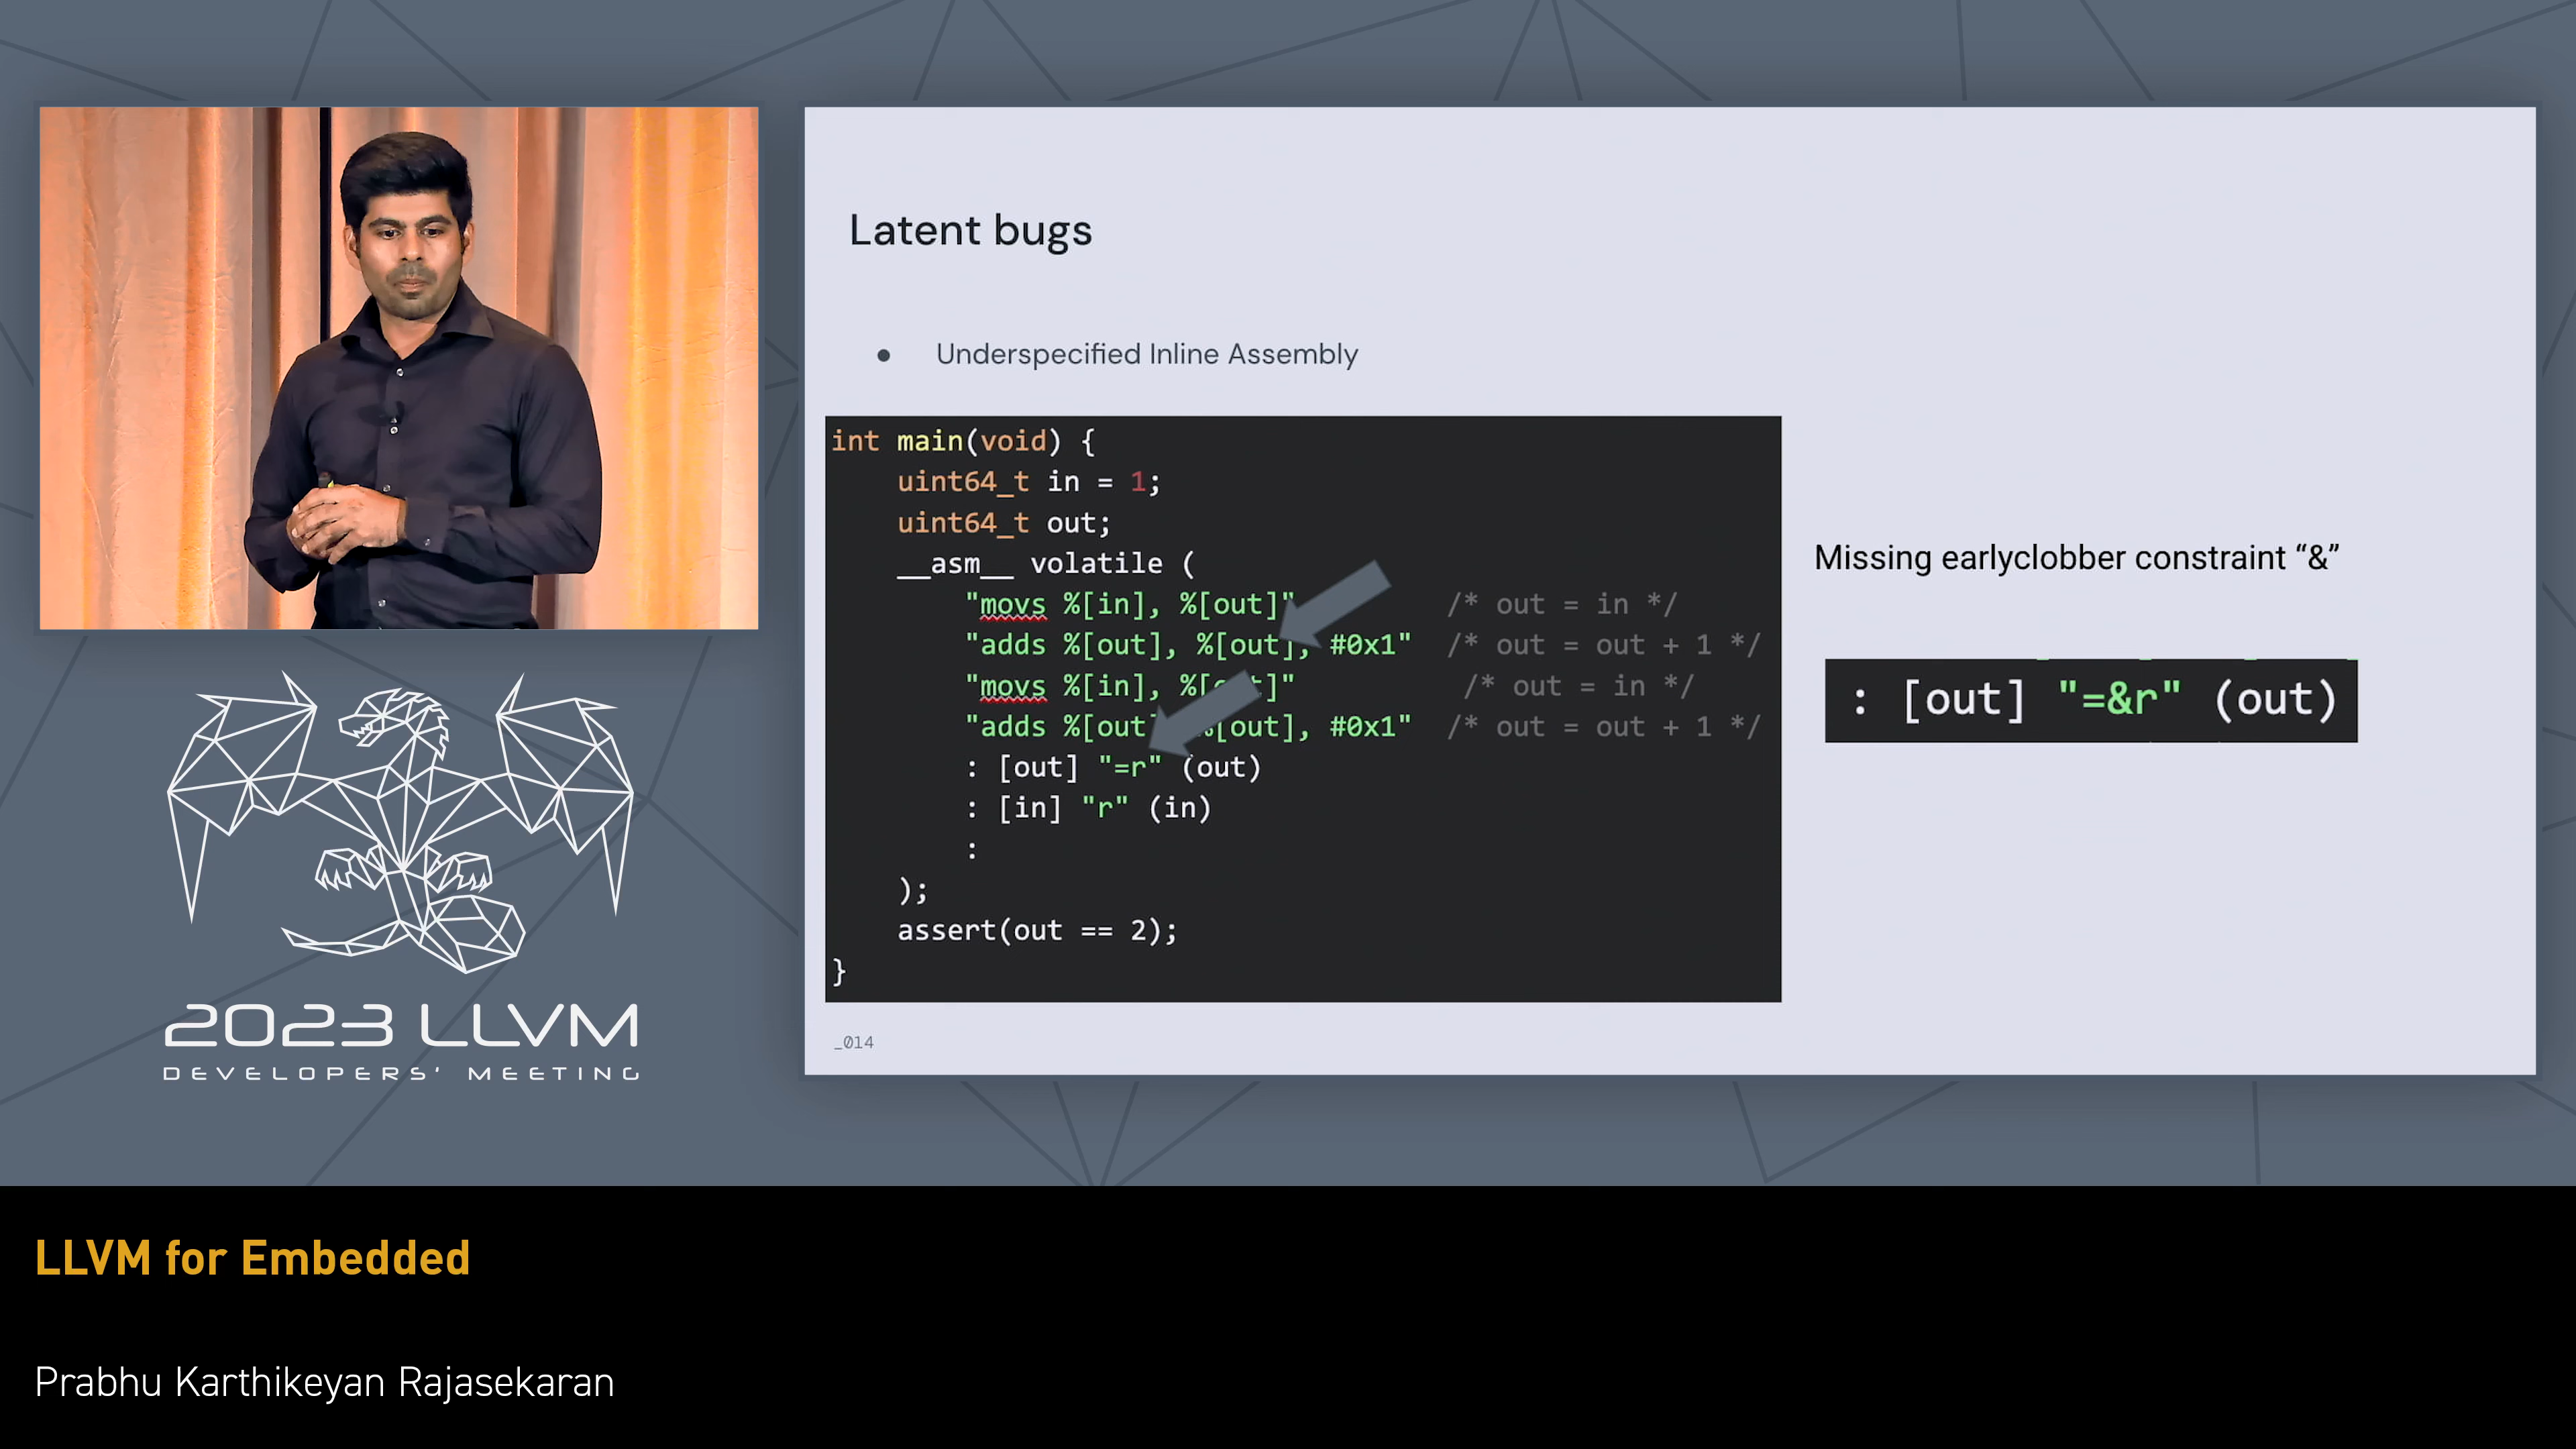 Latent bugs
● Underspecified Inline Assembly
int main(void) {
    uint64_t in = 1;
    uint64_t out;
    __asm__ volatile (
        "movs %[in], %[out]"         /* out = in */
        "adds %[out], %[out], #0x1"  /* out = out + 1 */
        "movs %[in], %[out]"          /* out = in */
        "adds %[out], %[out], #0x1"  /* out = out + 1 */
        : [out] "=r" (out)
        : [in] "r" (in)
        :
    );
    assert(out == 2);
}
Missing earlyclobber constraint “&”
: [out] "=&r" (out)
_014
2023 LLVM
DEVELOPERS' MEETING
LLVM for Embedded
Prabhu Karthikeyan Rajasekaran